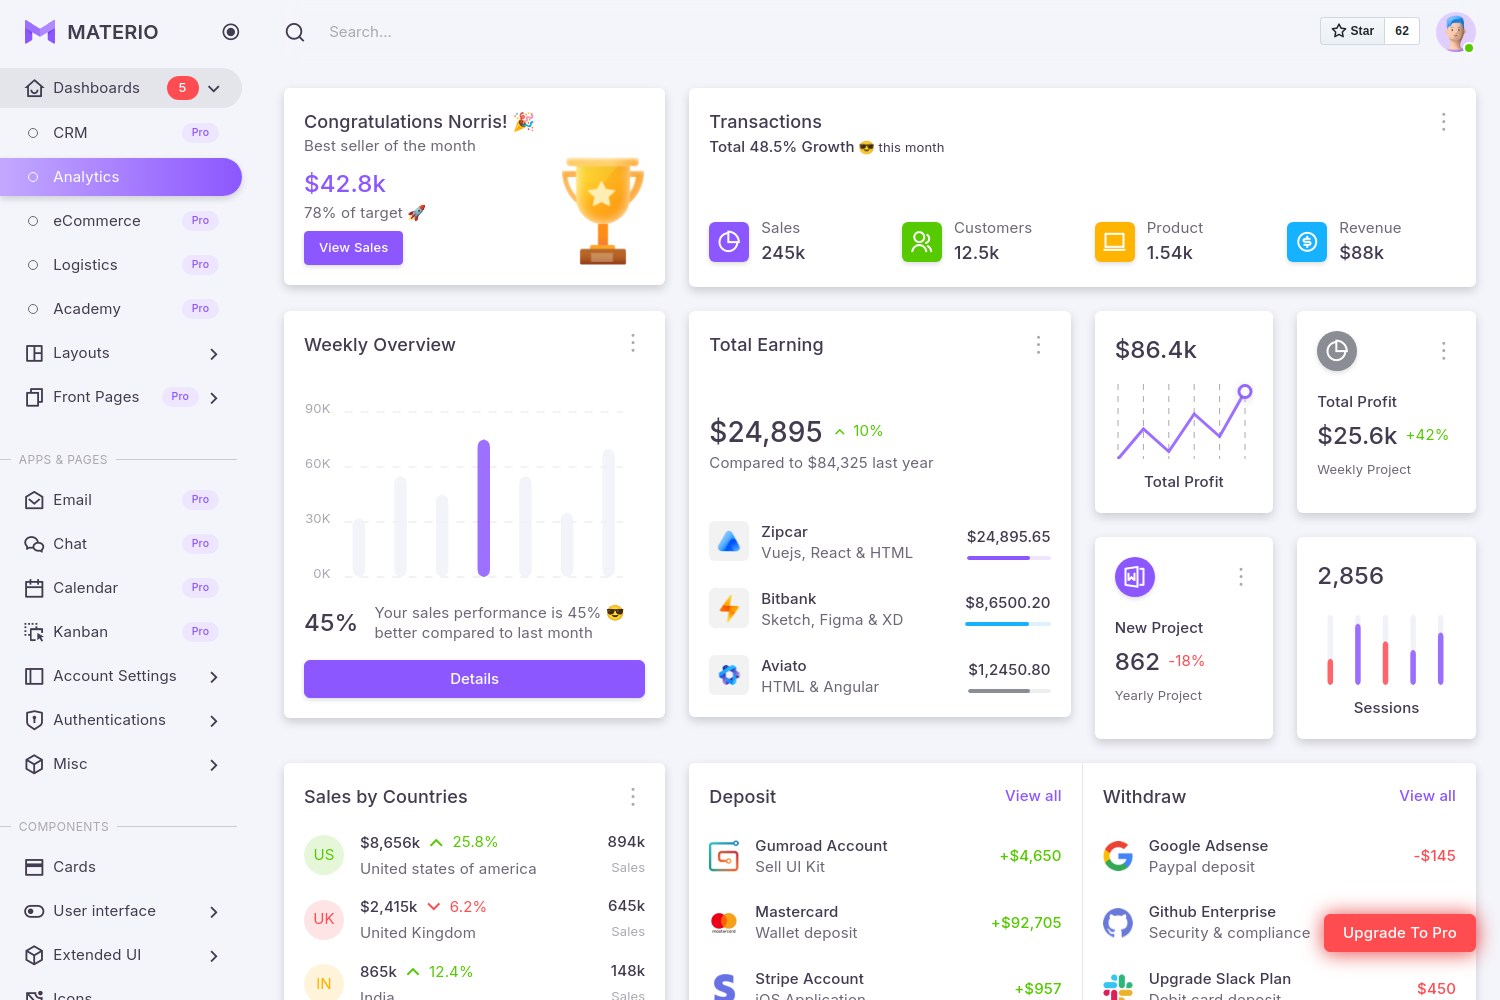 MATERIO
Search...
Star 62
Dashboards 5
CRM Pro
Analytics
eCommerce Pro
Logistics Pro
Academy Pro
Layouts
Front Pages Pro
APPS & PAGES
Email Pro
Chat Pro
Calendar Pro
Kanban Pro
Account Settings
Authentications
Misc
COMPONENTS
Cards
User interface
Extended UI
Icons
Congratulations Norris! 🎉
Best seller of the month
$42.8k
78% of target 🚀
View Sales
Transactions
Total 48.5% Growth 😎 this month
Sales
245k
Customers
12.5k
Product
1.54k
Revenue
$88k
Weekly Overview
90K
60K
30K
0K
45%
Your sales performance is 45% 😎
better compared to last month
Details
Total Earning
$24,895 10%
Compared to $84,325 last year
Zipcar
Vuejs, React & HTML
$24,895.65
Bitbank
Sketch, Figma & XD
$8,6500.20
Aviato
HTML & Angular
$1,2450.80
$86.4k
Total Profit
Total Profit
$25.6k +42%
Weekly Project
New Project
862 -18%
Yearly Project
2,856
Sessions
Sales by Countries
US
$8,656k 25.8%
United states of america
894k
Sales
UK
$2,415k 6.2%
United Kingdom
645k
Sales
IN
865k 12.4%
India
148k
Sales
Deposit View all
Gumroad Account
Sell UI Kit
+$4,650
mastercard
Mastercard
Wallet deposit
+$92,705
Stripe Account
iOS Application
+$957
Withdraw View all
Google Adsense
Paypal deposit
-$145
Github Enterprise
Security & compliance
Upgrade To Pro
Upgrade Slack Plan
Debit card deposit
$450